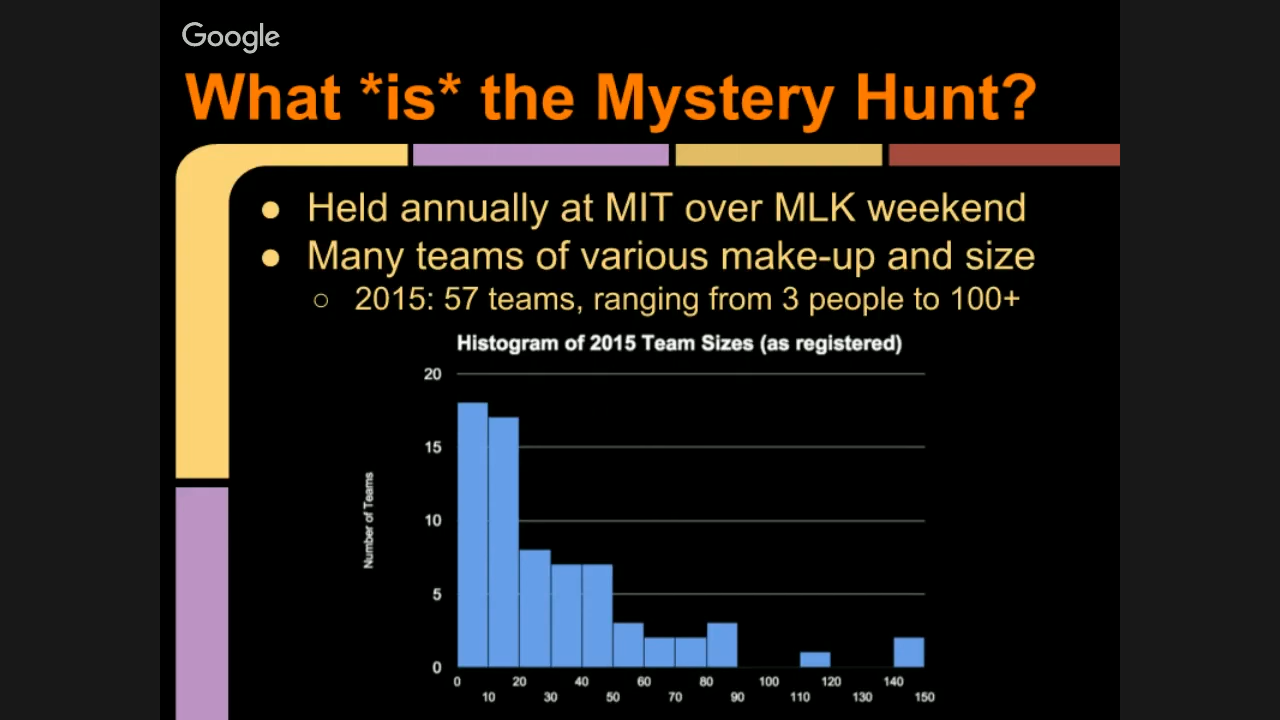 Google
What *is* the Mystery Hunt?
● Held annually at MIT over MLK weekend
● Many teams of various make-up and size
○ 2015: 57 teams, ranging from 3 people to 100+
Histogram of 2015 Team Sizes (as registered)
20
15
10
5
0
Number of Teams
0 20 40 60 80 100 120 140
10 30 50 70 90 110 130 150